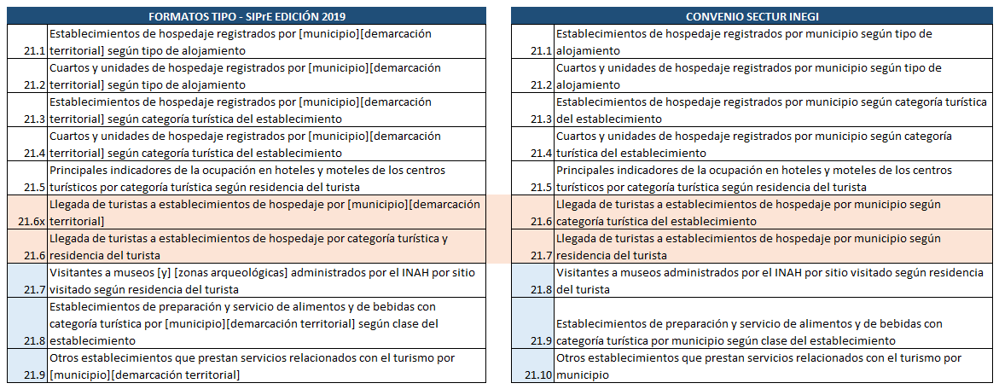 FORMATOS TIPO - SIPrE EDICIÓN 2019
Establecimientos de hospedaje registrados por [municipio][demarcación
21.1 territorial] según tipo de alojamiento
Cuartos y unidades de hospedaje registrados por [municipio][demarcación
21.2 territorial] según tipo de alojamiento
Establecimientos de hospedaje registrados por [municipio][demarcación
21.3 territorial] según categoría turística del establecimiento
Cuartos y unidades de hospedaje registrados por [municipio][demarcación
21.4 territorial] según categoría turística del establecimiento
Principales indicadores de la ocupación en hoteles y moteles de los centros
21.5 turísticos por categoría turística según residencia del turista
Llegada de turistas a establecimientos de hospedaje por [municipio][demarcación
21.6x territorial]
Llegada de turistas a establecimientos de hospedaje por categoría turística y
21.6 residencia del turista
Visitantes a museos [y] [zonas arqueológicas] administrados por el INAH por sitio
21.7 visitado según residencia del turista
Establecimientos de preparación y servicio de alimentos y de bebidas con
categoría turística por [municipio][demarcación territorial] según clase del
21.8 establecimiento
Otros establecimientos que prestan servicios relacionados con el turismo por
21.9 [municipio][demarcación territorial]
CONVENIO SECTUR INEGI
Establecimientos de hospedaje registrados por municipio según tipo de
21.1 alojamiento
Cuartos y unidades de hospedaje registrados por municipio según tipo de
21.2 alojamiento
Establecimientos de hospedaje registrados por municipio según categoría turística
21.3 del establecimiento
Cuartos y unidades de hospedaje registrados por municipio según categoría
21.4 turística del establecimiento
Principales indicadores de la ocupación en hoteles y moteles de los centros
21.5 turísticos por categoría turística según residencia del turista
Llegada de turistas a establecimientos de hospedaje por municipio según
21.6 categoría turística del establecimiento
Llegada de turistas a establecimientos de hospedaje por municipio según
21.7 residencia del turista
Visitantes a museos administrados por el INAH por sitio visitado según residencia
21.8 del turista
Establecimientos de preparación y servicio de alimentos y de bebidas con
21.9 categoría turística por municipio según clase del establecimiento
Otros establecimientos que prestan servicios relacionados con el turismo por
21.10 municipio